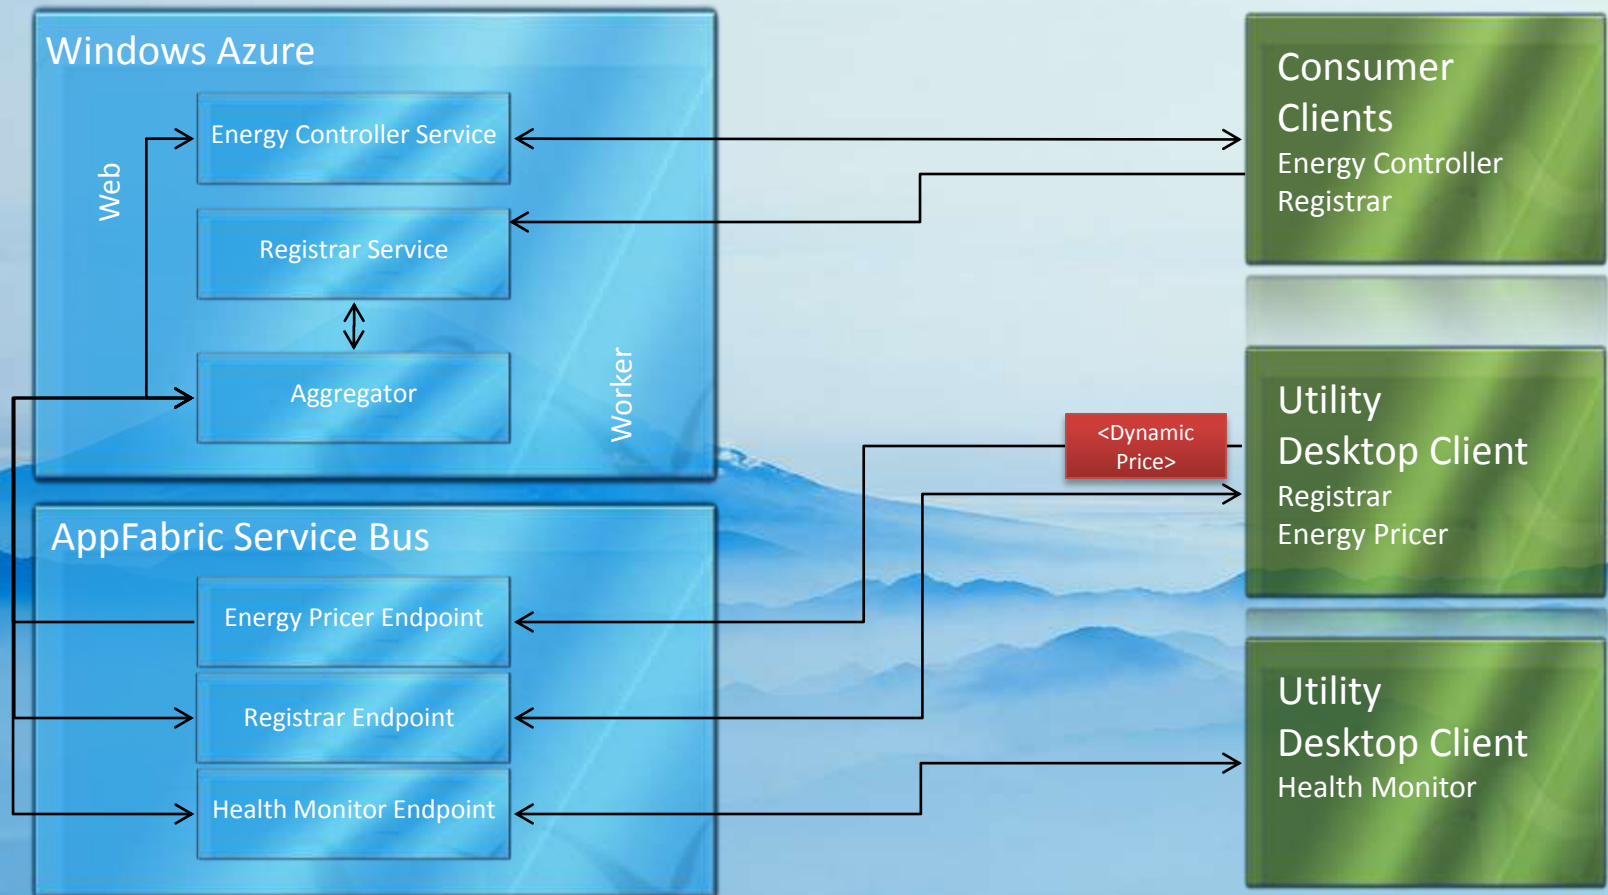 Windows Azure
Web
Energy Controller Service
Registrar Service
Aggregator
Worker
AppFabric Service Bus
Energy Pricer Endpoint
Registrar Endpoint
Health Monitor Endpoint
<Dynamic
Price>
Consumer
Clients
Energy Controller
Registrar
Utility
Desktop Client
Registrar
Energy Pricer
Utility
Desktop Client
Health Monitor